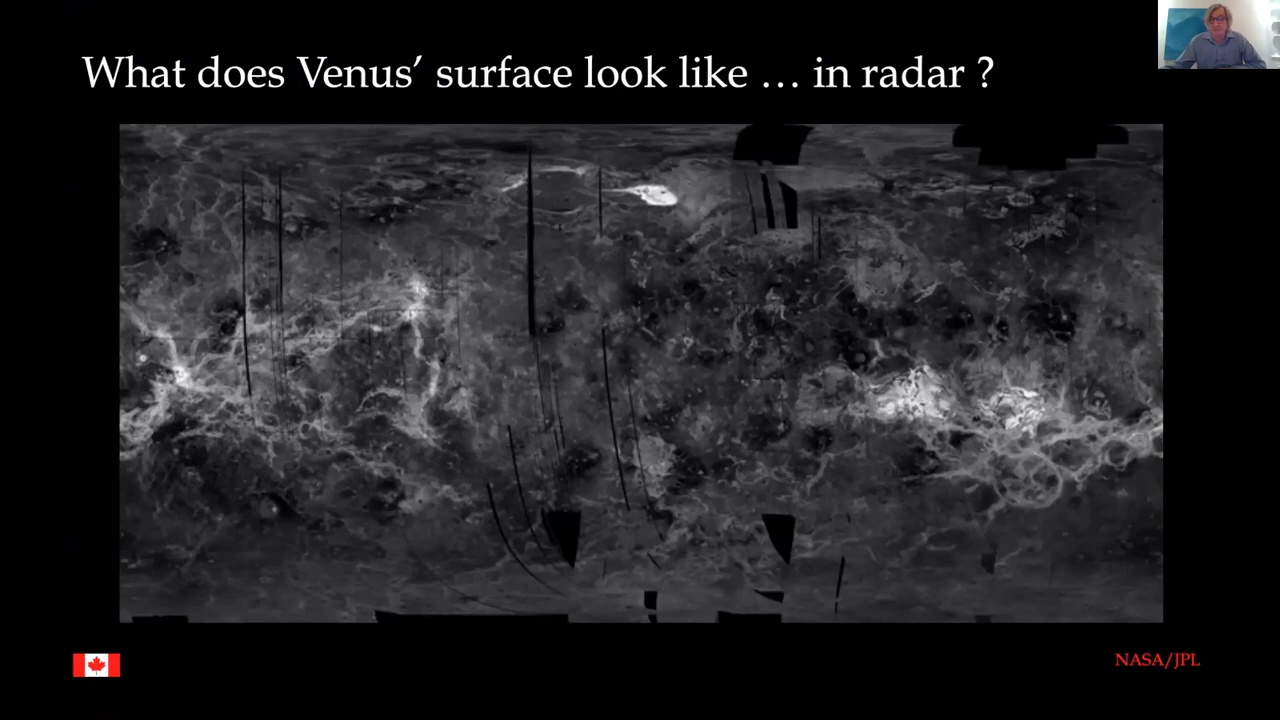 What does Venus’ surface look like … in radar ?
NASA/JPL